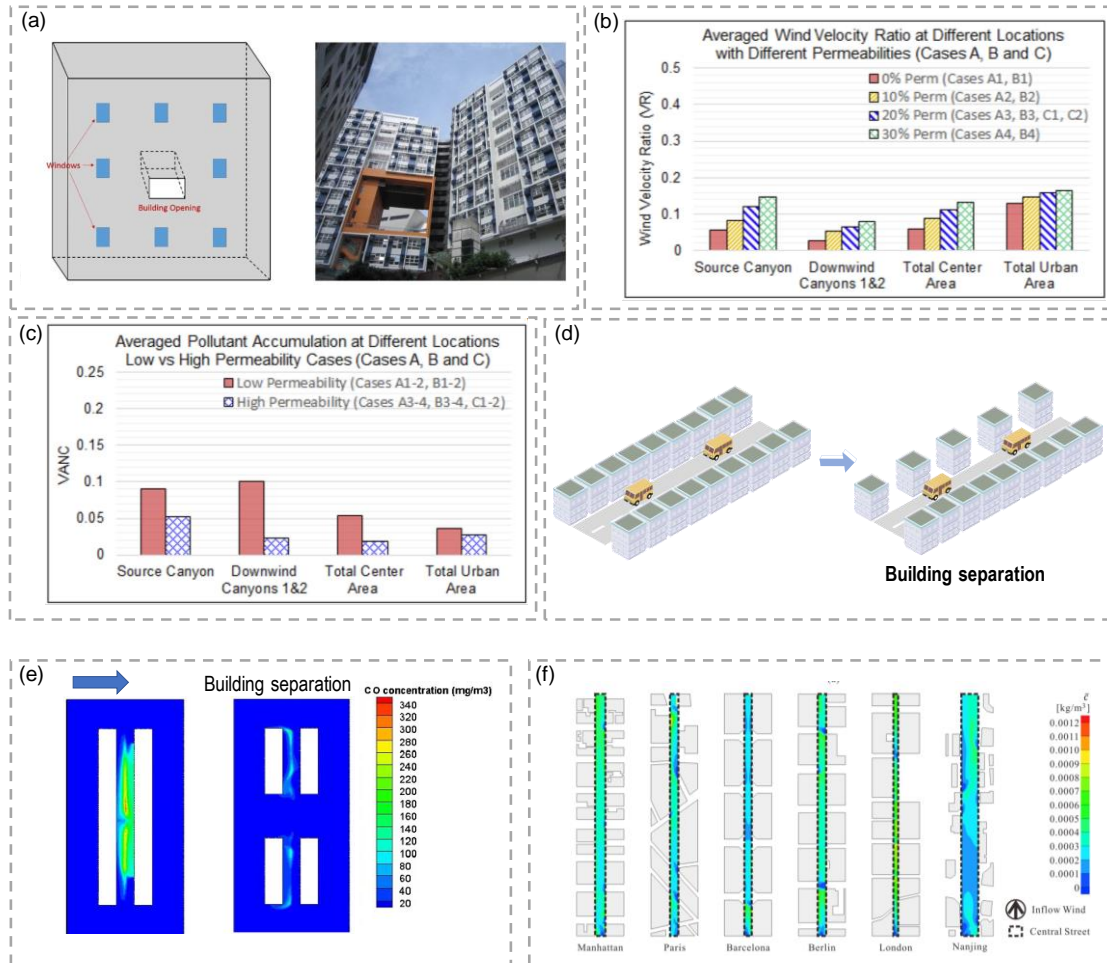 (a)
Windows
Building Opening
(b)
Averaged Wind Velocity Ratio at Different Locations
with Different Permeabilities (Cases A, B and C)
Wind Velocity Ratio (VR)
0.5
0.4
0.3
0.2
0.1
0
0% Perm (Cases A1, B1)
10% Perm (Cases A2, B2)
20% Perm (Cases A3, B3, C1, C2)
30% Perm (Cases A4, B4)
Source Canyon
Downwind
Canyons 1&2
Total Center
Area
Total Urban
Area
(c)
Averaged Pollutant Accumulation at Different Locations
Low vs High Permeability Cases (Cases A, B and C)
VANC
0.25
0.2
0.15
0.1
0.05
0
Low Permeability (Cases A1-2, B1-2)
High Permeability (Cases A3-4, B3-4, C1-2)
Source Canyon
Downwind
Canyons 1&2
Total Center
Area
Total Urban
Area
(d)
Building separation
(e)
Building separation
CO concentration (mg/m3)
340
320
300
280
260
240
220
200
180
160
140
120
100
80
60
40
20
(f)
c̄
[kg/m³]
0.0012
0.0011
0.0010
0.0009
0.0008
0.0007
0.0006
0.0005
0.0004
0.0003
0.0002
0.0001
0
Inflow Wind
Central Street
Manhattan
Paris
Barcelona
Berlin
London
Nanjing